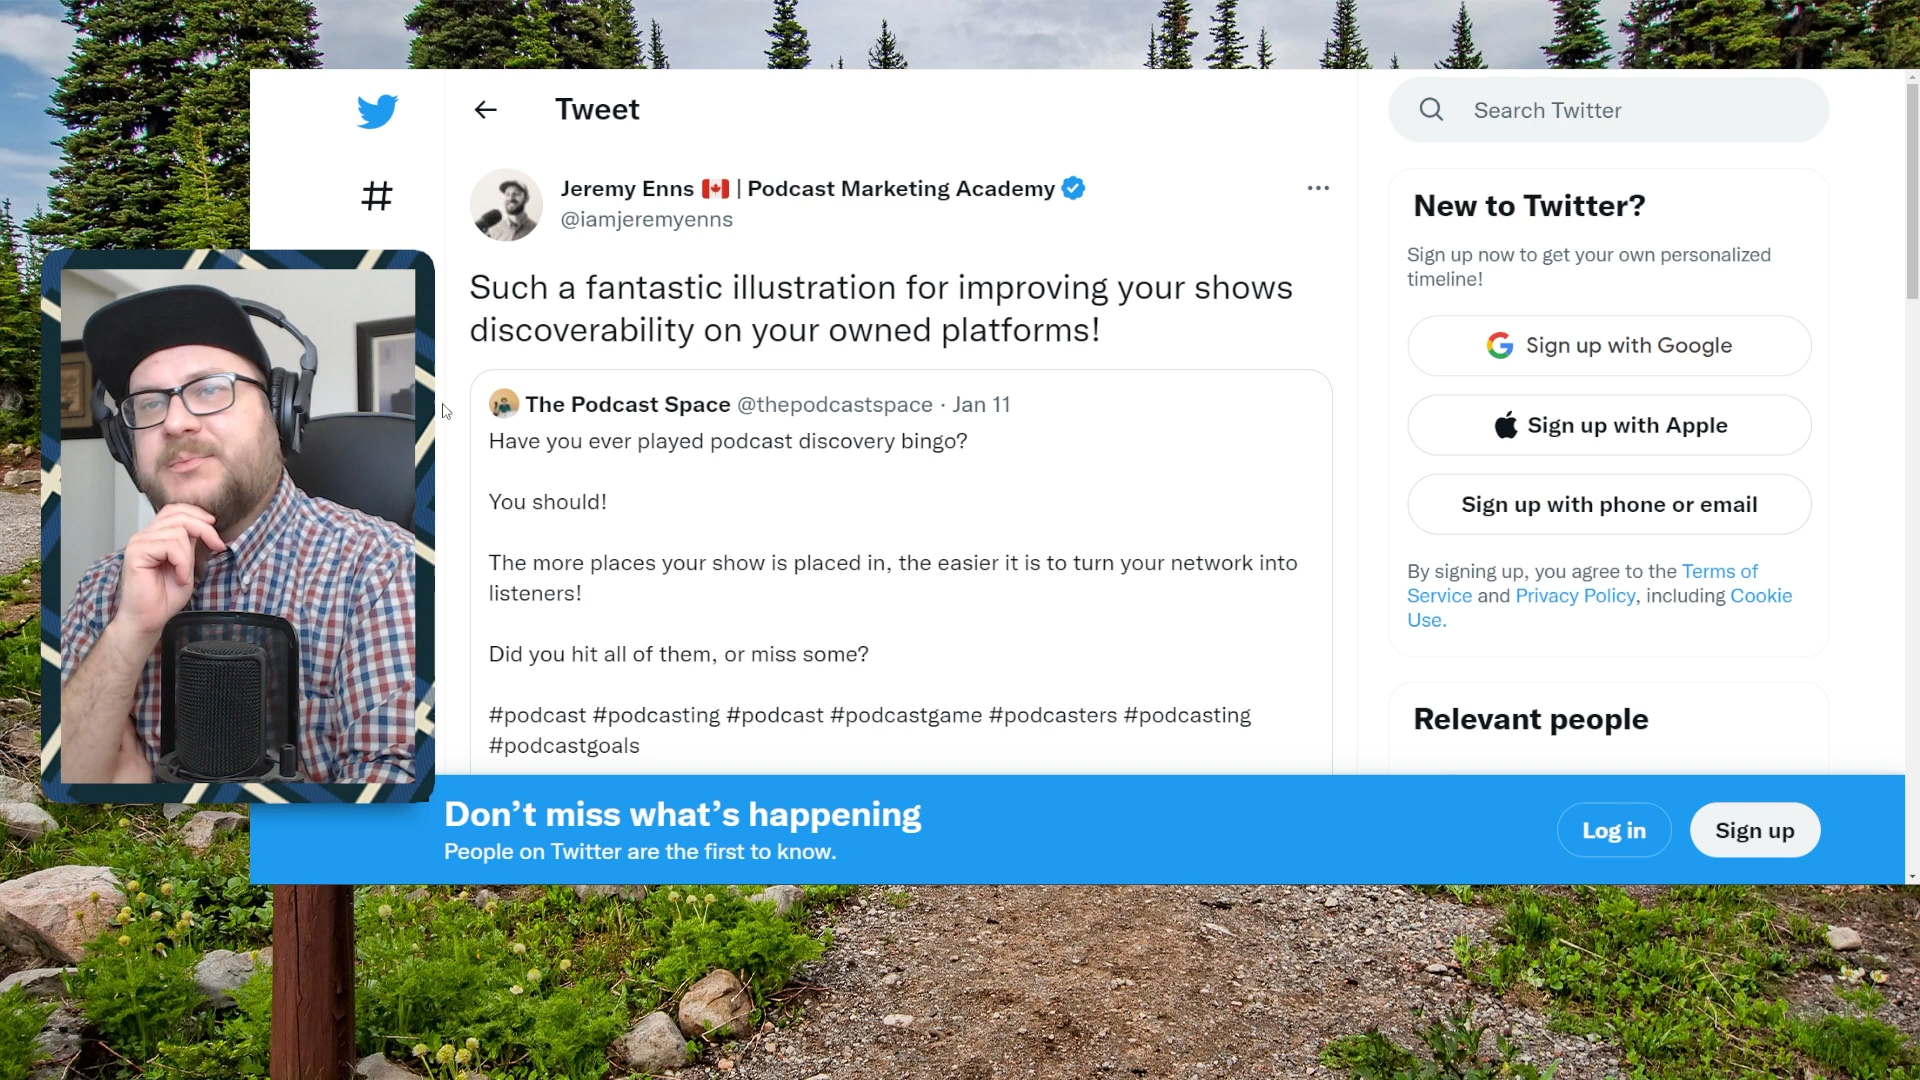 Tweet
Search Twitter
Jeremy Enns 🇨🇦 | Podcast Marketing Academy
@iamjeremyenns
Such a fantastic illustration for improving your shows
discoverability on your owned platforms!
The Podcast Space @thepodcastspace · Jan 11
Have you ever played podcast discovery bingo?
You should!
The more places your show is placed in, the easier it is to turn your network into
listeners!
Did you hit all of them, or miss some?
#podcast #podcasting #podcast #podcastgame #podcasters #podcasting
#podcastgoals
New to Twitter?
Sign up now to get your own personalized
timeline!
Sign up with Google
Sign up with Apple
Sign up with phone or email
By signing up, you agree to the Terms of
Service and Privacy Policy, including Cookie
Use.
Relevant people
Don’t miss what’s happening
People on Twitter are the first to know.
Log in
Sign up